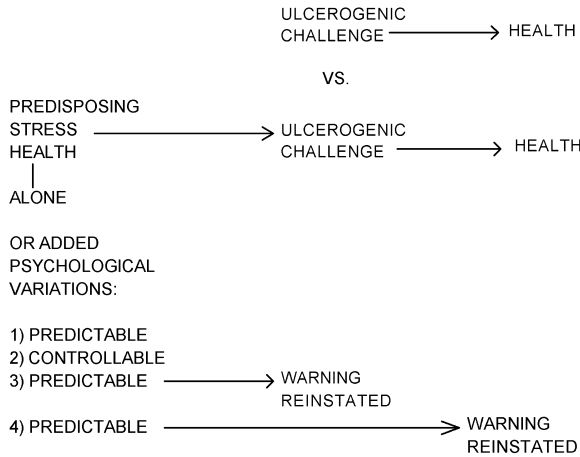 ULCEROGENIC
CHALLENGE
HEALTH
VS.
PREDISPOSING
STRESS
HEALTH
ULCEROGENIC
CHALLENGE
HEALTH
ALONE
OR ADDED
PSYCHOLOGICAL
VARIATIONS:
1) PREDICTABLE
2) CONTROLLABLE
3) PREDICTABLE
WARNING
REINSTATED
4) PREDICTABLE
WARNING
REINSTATED